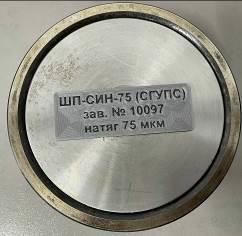 ШП-СИН-75 (СГУПС)
зав. № 10097
натяг 75 мкм